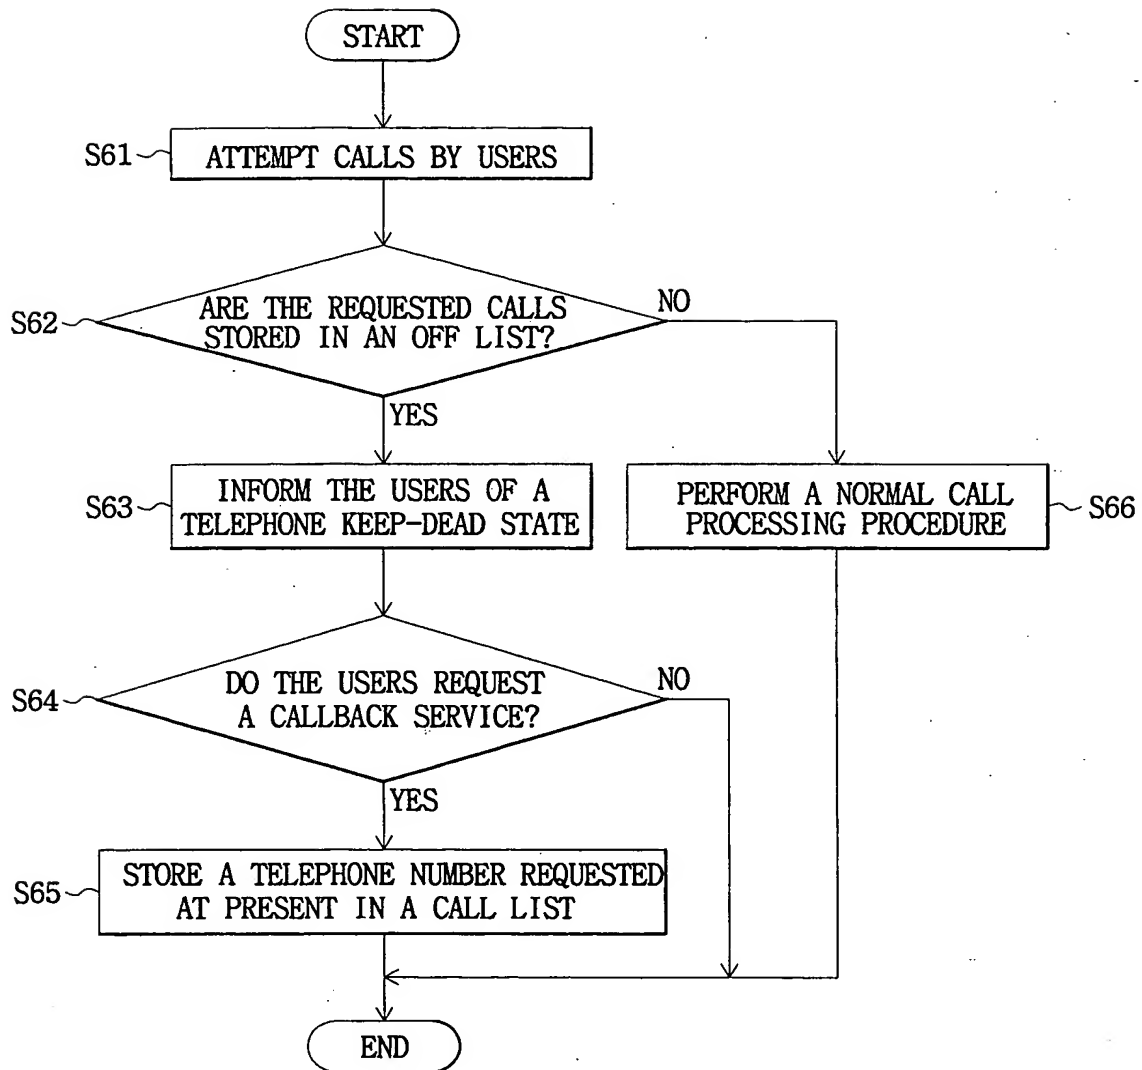 START
S61
ATTEMPT CALLS BY USERS
S62
ARE THE REQUESTED CALLS
STORED IN AN OFF LIST?
NO
YES
S63
INFORM THE USERS OF A
TELEPHONE KEEP-DEAD STATE
PERFORM A NORMAL CALL
PROCESSING PROCEDURE
S66
S64
DO THE USERS REQUEST
A CALLBACK SERVICE?
NO
YES
S65
STORE A TELEPHONE NUMBER REQUESTED
AT PRESENT IN A CALL LIST
END